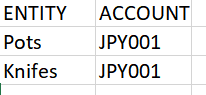 ENTITY ACCOUNT
Pots JPY001
Knifes JPY001